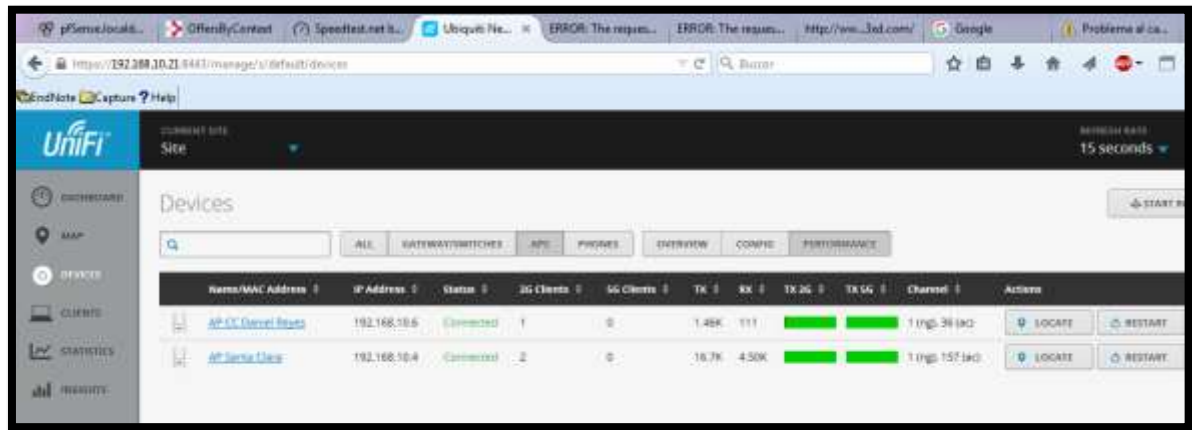 pfSense.locald... OffersByContext Speedtest.net b... Ubiquiti Ne... × ERROR: The reques... ERROR: The reques... http://ww...3xd.com/ Google Problema al ca...
https://192.168.10.21:8443/manage/s/default/devices Buscar
EndNote Capture ? Help
UniFi
CURRENT SITE
Site
REFRESH RATE
15 seconds
DASHBOARD
MAP
DEVICES
CLIENTS
STATISTICS
INSIGHTS
Devices
START R
ALL GATEWAY/SWITCHES APS PHONES OVERVIEW CONFIG PERFORMANCE
Name/MAC Address IP Address Status 2G Clients 5G Clients TX RX TX 2G TX 5G Channel Actions
AP CC Daniel Reyes 192.168.10.6 Connected 1 0 1.46K 111 1 (ng), 36 (ac) LOCATE RESTART
AP Santa Clara 192.168.10.4 Connected 2 0 16.7K 4.50K 1 (ng), 157 (ac) LOCATE RESTART